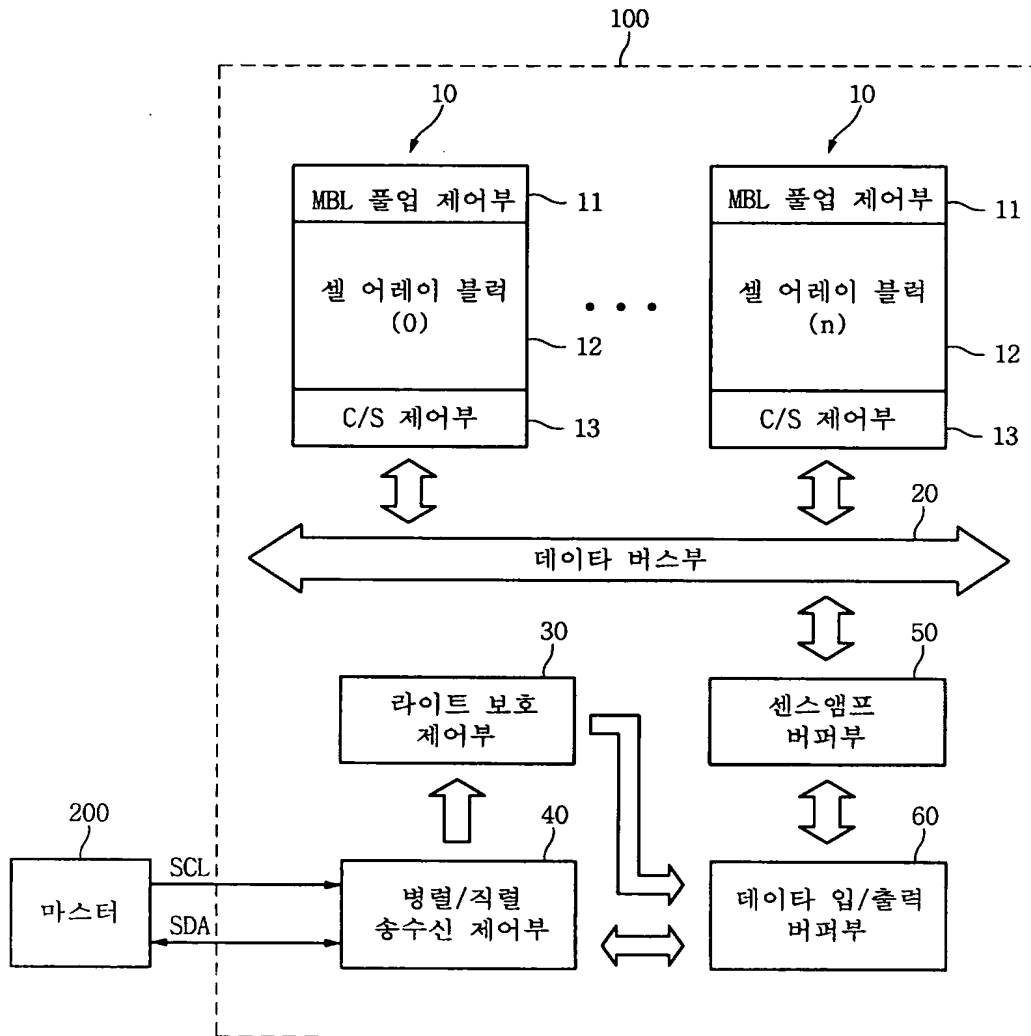 100
10
10
MBL 풀업 제어부
11
MBL 풀업 제어부
11
셀 어레이 블럭
(0)
12
셀 어레이 블럭
(n)
12
C/S 제어부
13
C/S 제어부
13
20
데이타 버스부
30
라이트 보호
제어부
50
센스앰프
버퍼부
200
마스터
SCL
SDA
40
병렬/직렬
송수신 제어부
60
데이타 입/출력
버퍼부